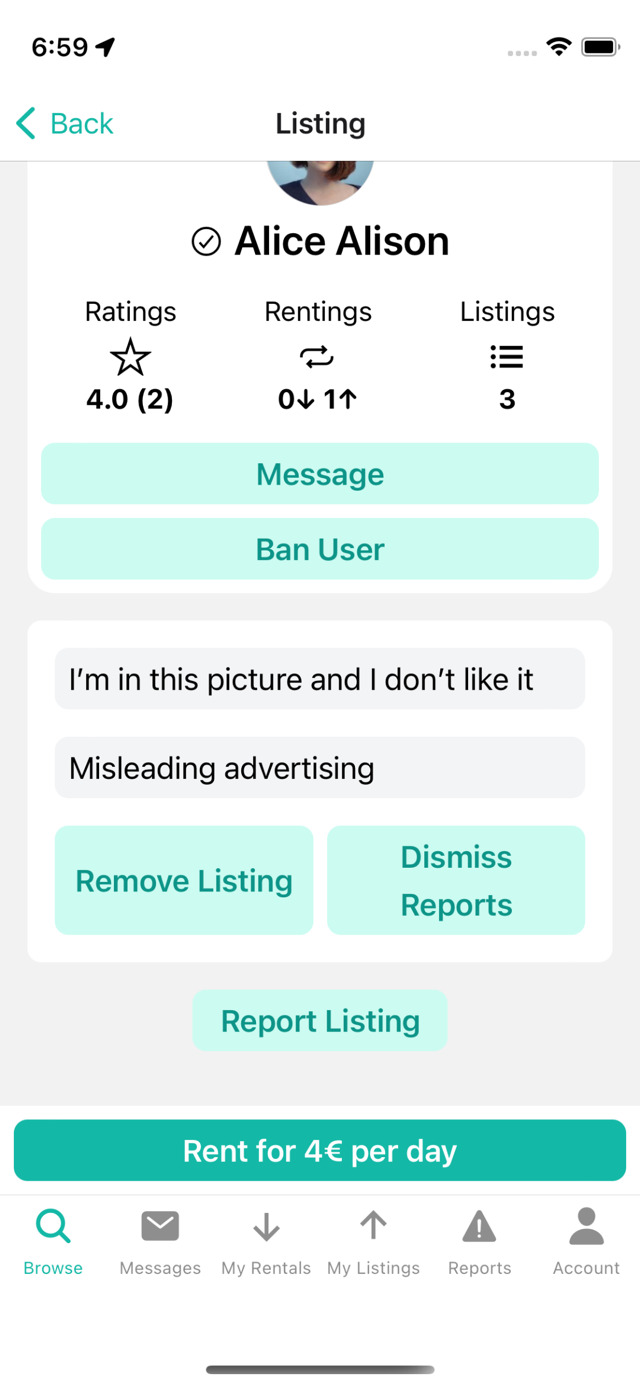 6:59
Back
Listing
Alice Alison
Ratings
Rentings
Listings
4.0 (2)
0↓ 1↑
3
Message
Ban User
I’m in this picture and I don’t like it
Misleading advertising
Remove Listing
Dismiss
Reports
Report Listing
Rent for 4€ per day
Browse
Messages
My Rentals
My Listings
Reports
Account